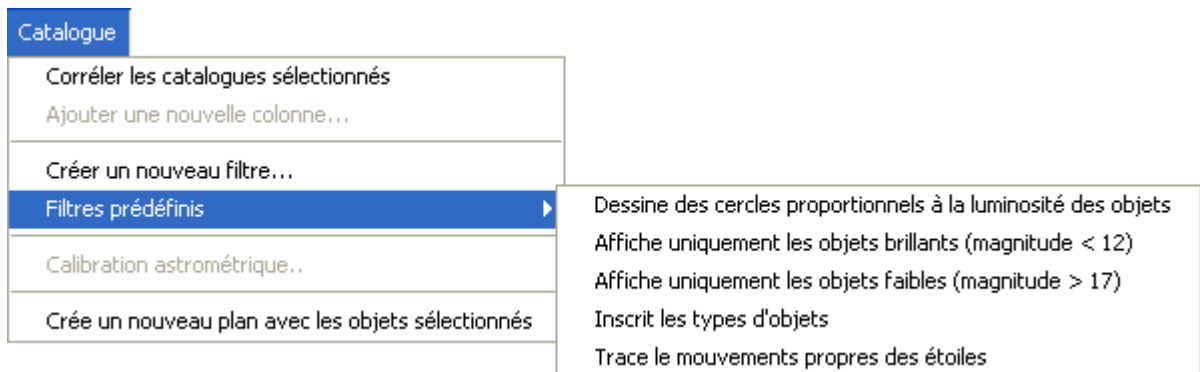 Catalogue
Corréler les catalogues sélectionnés
Ajouter une nouvelle colonne...
Créer un nouveau filtre...
Filtres prédéfinis
Calibration astrométrique..
Crée un nouveau plan avec les objets sélectionnés
Dessine des cercles proportionnels à la luminosité des objets
Affiche uniquement les objets brillants (magnitude < 12)
Affiche uniquement les objets faibles (magnitude > 17)
Inscrit les types d'objets
Trace le mouvements propres des étoiles